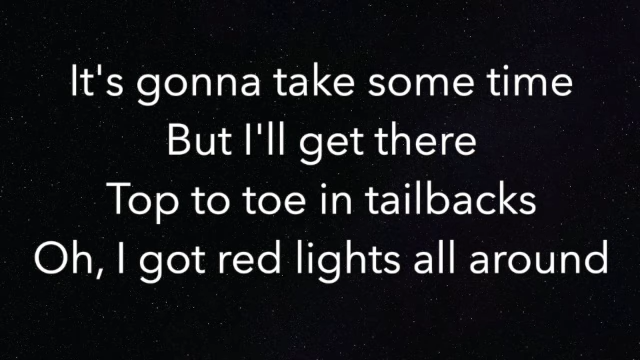 It's gonna take some time
But I'll get there
Top to toe in tailbacks
Oh, I got red lights all around